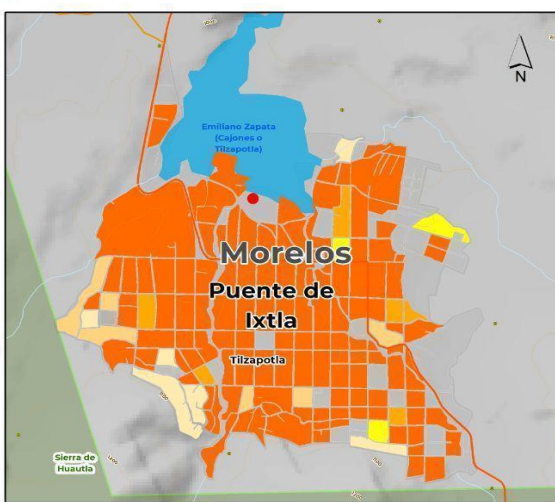 N
Emiliano Zapata
(Cajones o
Tilzapotla)
Morelos
Puente de
Ixtla
Tilzapotla
Sierra de
Huautla